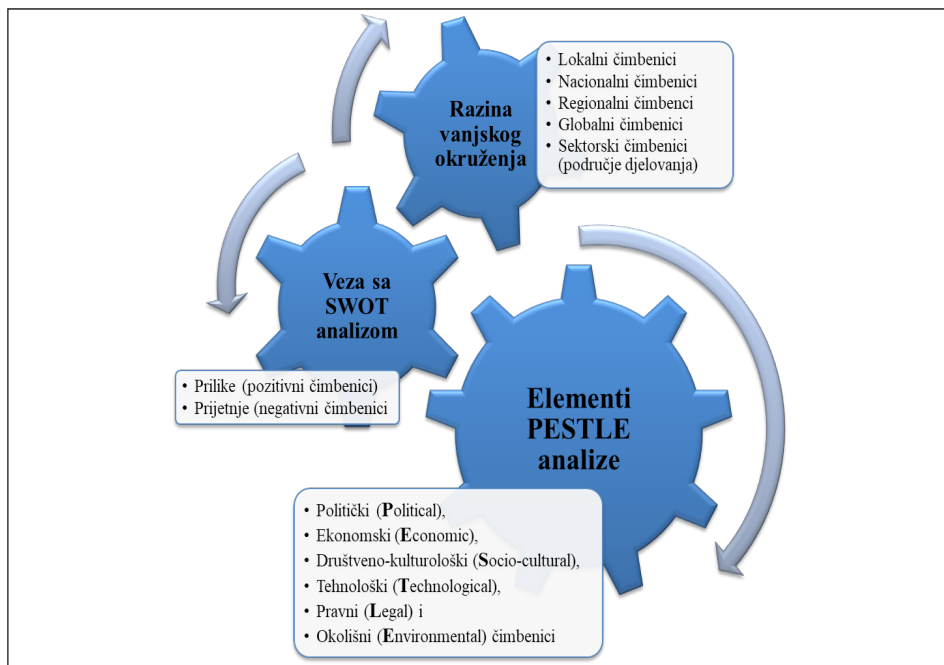 Razina
vanjskog
okruženja
• Lokalni čimbenici
• Nacionalni čimbenici
• Regionalni čimbenci
• Globalni čimbenici
• Sektorski čimbenici
(područje djelovanja)
Veza sa
SWOT
analizom
• Prilike (pozitivni čimbenici)
• Prijetnje (negativni čimbenici
Elementi
PESTLE
analize
• Politički (Political),
• Ekonomski (Economic),
• Društveno-kulturološki (Socio-cultural),
• Tehnološki (Technological),
• Pravni (Legal) i
• Okolišni (Environmental) čimbenici